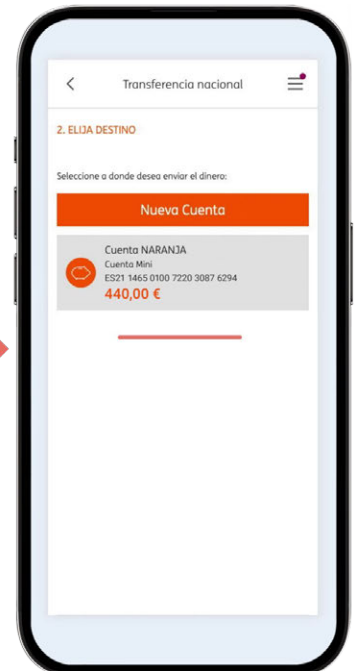 Transferencia nacional
2. ELIJA DESTINO
Seleccione a donde desea enviar el dinero:
Nueva Cuenta
Cuenta NARANJA
Cuenta Mini
ES21 1465 0100 7220 3087 6294
440,00 €